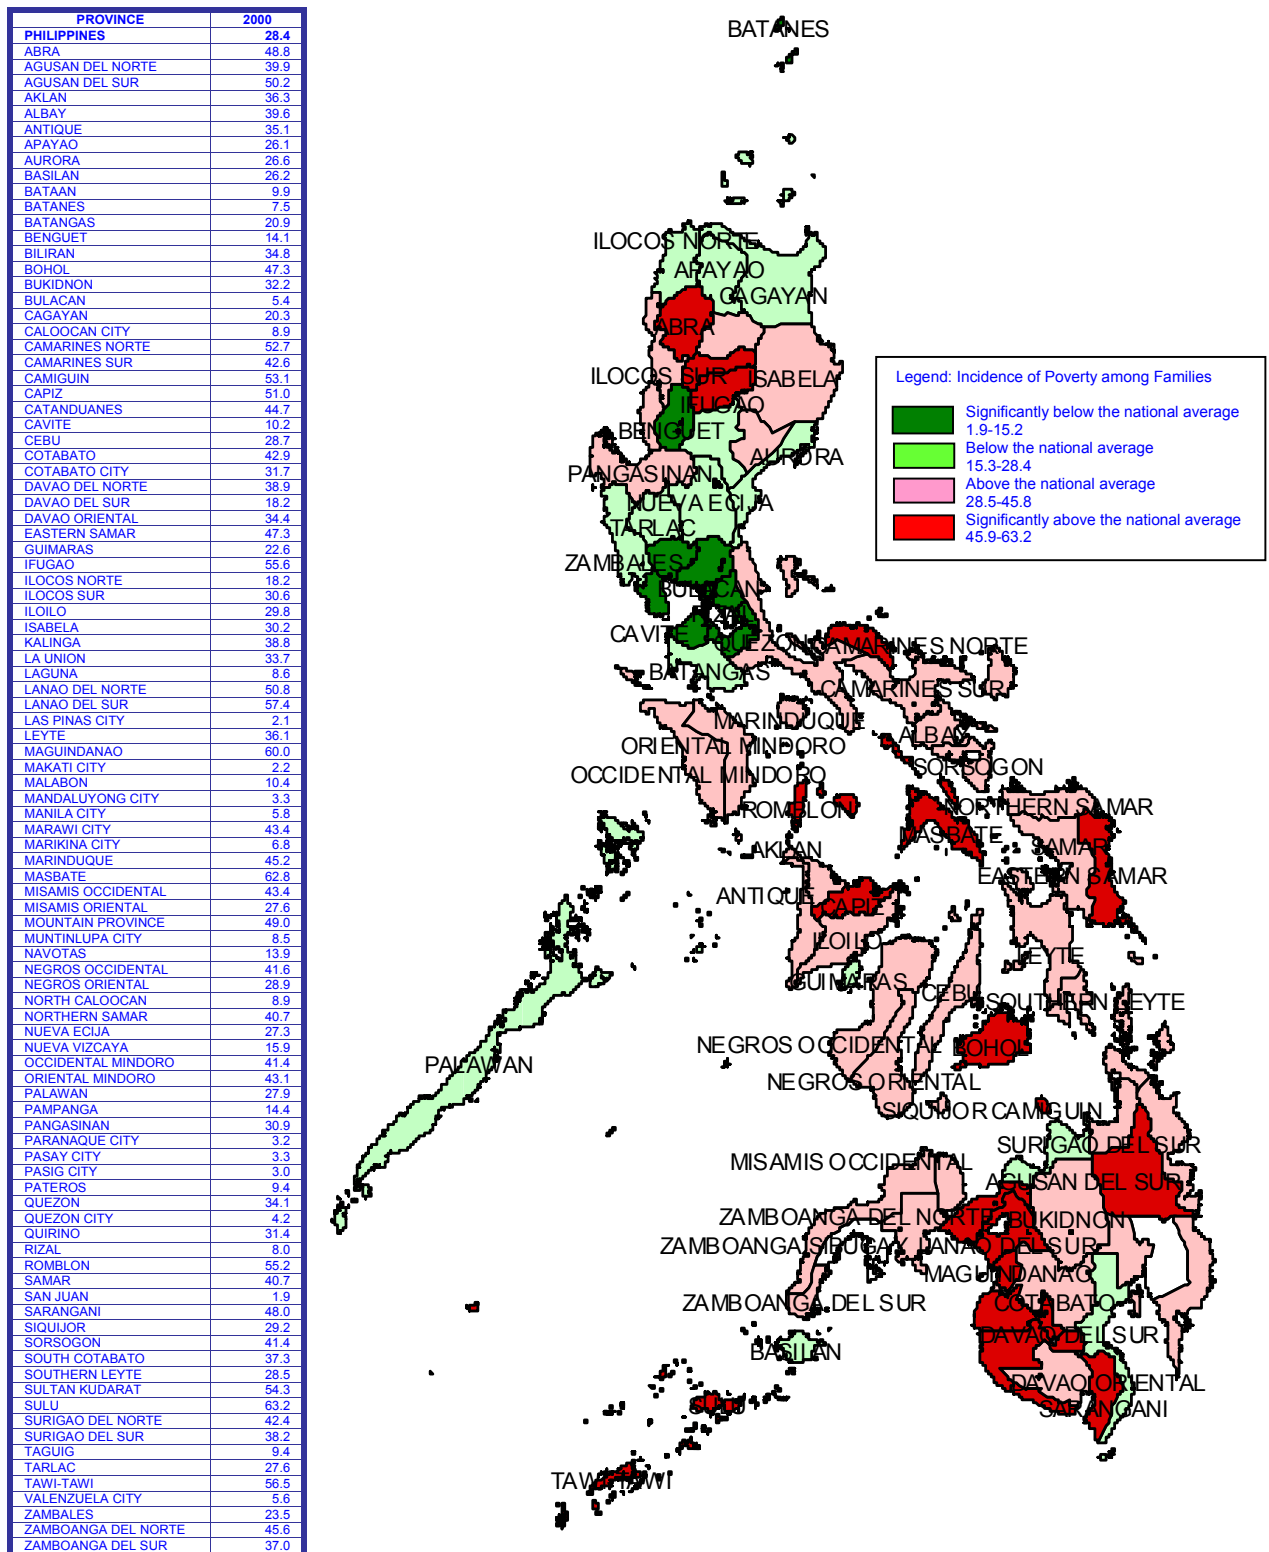 PROVINCE 2000
PHILIPPINES 28.4
ABRA 48.8
AGUSAN DEL NORTE 39.9
AGUSAN DEL SUR 50.2
AKLAN 36.3
ALBAY 39.6
ANTIQUE 35.1
APAYAO 26.1
AURORA 26.6
BASILAN 26.2
BATAAN 9.9
BATANES 7.5
BATANGAS 20.9
BENGUET 14.1
BILIRAN 34.8
BOHOL 47.3
BUKIDNON 32.2
BULACAN 5.4
CAGAYAN 20.3
CALOOCAN CITY 8.9
CAMARINES NORTE 52.7
CAMARINES SUR 42.6
CAMIGUIN 53.1
CAPIZ 51.0
CATANDUANES 44.7
CAVITE 10.2
CEBU 28.7
COTABATO 42.9
COTABATO CITY 31.7
DAVAO DEL NORTE 38.9
DAVAO DEL SUR 18.2
DAVAO ORIENTAL 34.4
EASTERN SAMAR 47.3
GUIMARAS 22.6
IFUGAO 55.6
ILOCOS NORTE 18.2
ILOCOS SUR 30.6
ILOILO 29.8
ISABELA 30.2
KALINGA 38.8
LA UNION 33.7
LAGUNA 8.6
LANAO DEL NORTE 50.8
LANAO DEL SUR 57.4
LAS PINAS CITY 2.1
LEYTE 36.1
MAGUINDANAO 60.0
MAKATI CITY 2.2
MALABON 10.4
MANDALUYONG CITY 3.3
MANILA CITY 5.8
MARAWI CITY 43.4
MARIKINA CITY 6.8
MARINDUQUE 45.2
MASBATE 62.8
MISAMIS OCCIDENTAL 43.4
MISAMIS ORIENTAL 27.6
MOUNTAIN PROVINCE 49.0
MUNTINLUPA CITY 8.5
NAVOTAS 13.9
NEGROS OCCIDENTAL 41.6
NEGROS ORIENTAL 28.9
NORTH CALOOCAN 8.9
NORTHERN SAMAR 40.7
NUEVA ECIJA 27.3
NUEVA VIZCAYA 15.9
OCCIDENTAL MINDORO 41.4
ORIENTAL MINDORO 43.1
PALAWAN 27.9
PAMPANGA 14.4
PANGASINAN 30.9
PARANAQUE CITY 3.2
PASAY CITY 3.3
PASIG CITY 3.0
PATEROS 9.4
QUEZON 34.1
QUEZON CITY 4.2
QUIRINO 31.4
RIZAL 8.0
ROMBLON 55.2
SAMAR 40.7
SAN JUAN 1.9
SARANGANI 48.0
SIQUIJOR 29.2
SORSOGON 41.4
SOUTH COTABATO 37.3
SOUTHERN LEYTE 28.5
SULTAN KUDARAT 54.3
SULU 63.2
SURIGAO DEL NORTE 42.4
SURIGAO DEL SUR 38.2
TAGUIG 9.4
TARLAC 27.6
TAWI-TAWI 56.5
VALENZUELA CITY 5.6
ZAMBALES 23.5
ZAMBOANGA DEL NORTE 45.6
ZAMBOANGA DEL SUR 37.0
BATANES
ILOCOS NORTE
APAYAO
CAGAYAN
ABRA
ILOCOS SUR
ISABELA
IFUGAO
BENGUET
AURORA
PANGASINAN
NUEVA ECIJA
TARLAC
ZAMBALES
BULACAN
CAVITE
QUEZON
CAMARINES NORTE
BATANGAS
CAMARINES SUR
MARINDUQUE
ALBAY
ORIENTAL MINDORO
SORSOGON
OCCIDENTAL MINDORO
ROMBLON
NORTHERN SAMAR
MASBATE
SAMAR
AKLAN
EASTERN SAMAR
ANTIQUE
CAPIZ
ILOILO
LEYTE
GUIMARAS
CEBU
SOUTHERN LEYTE
NEGROS OCCIDENTAL
BOHOL
PALAWAN
NEGROS ORIENTAL
SIQUIJOR
CAMIGUIN
SURIGAO DEL SUR
MISAMIS OCCIDENTAL
AGUSAN DEL SUR
ZAMBOANGA DEL NORTE
BUKIDNON
ZAMBOANGA SIBUGAY
LANAO DEL SUR
MAGUINDANAO
ZAMBOANGA DEL SUR
COTABATO
DAVAO DEL SUR
BASILAN
DAVAO ORIENTAL
SULU
SARANGANI
TAWI-TAWI
Legend: Incidence of Poverty among Families
Significantly below the national average
1.9-15.2
Below the national average
15.3-28.4
Above the national average
28.5-45.8
Significantly above the national average
45.9-63.2